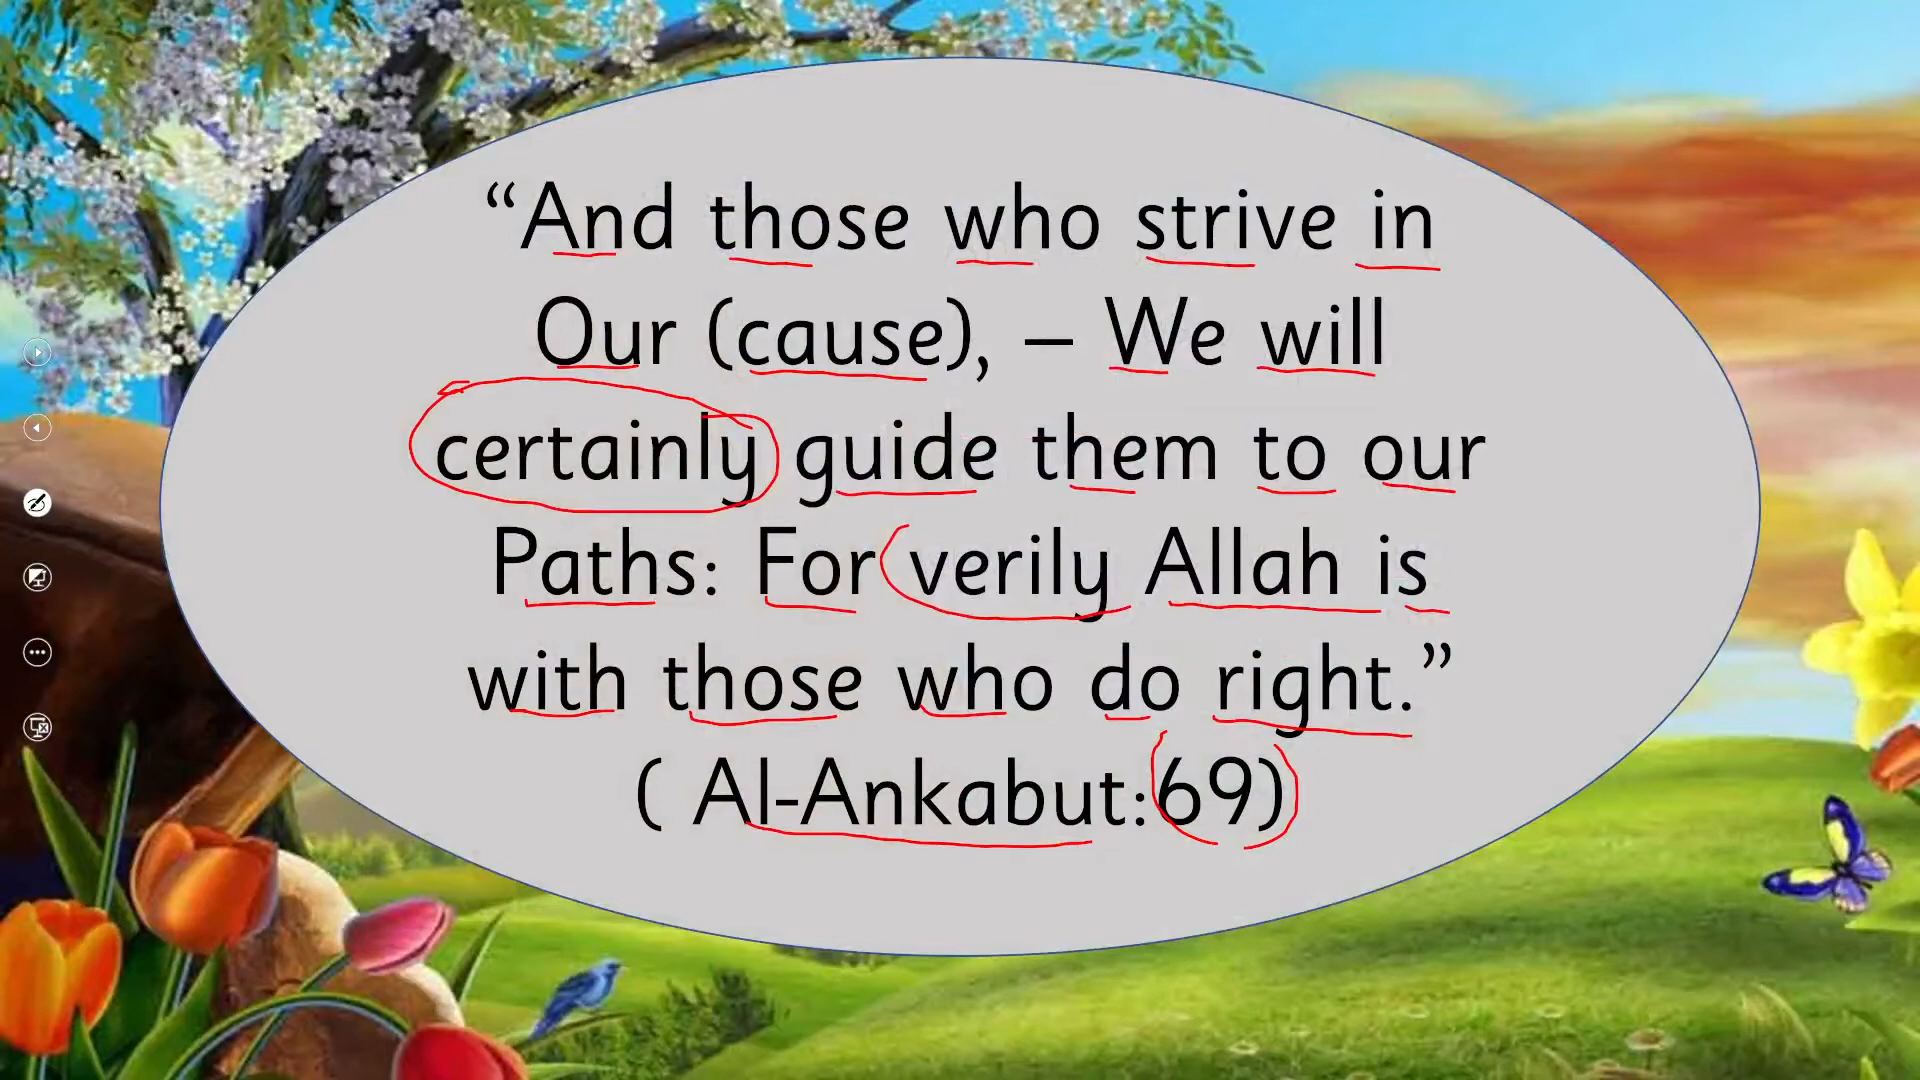 “And those who strive in
Our (cause), – We will
certainly guide them to our
Paths: For verily Allah is
with those who do right.”
( Al-Ankabut:69)